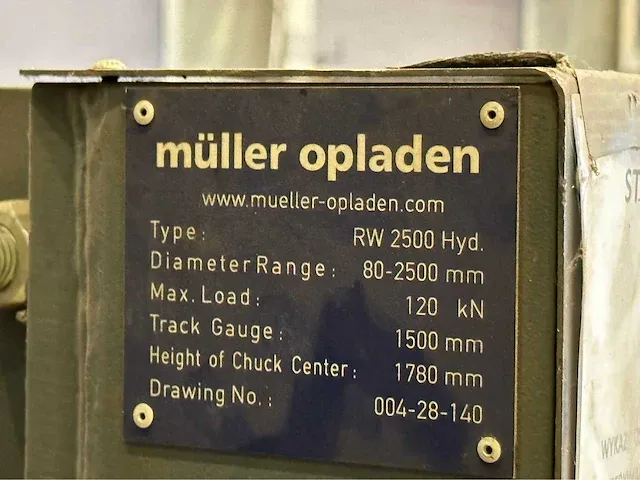 müller opladen
www.mueller-opladen.com
Type: RW 2500 Hyd.
Diameter Range: 80-2500 mm
Max. Load: 120 kN
Track Gauge: 1500 mm
Height of Chuck Center: 1780 mm
Drawing No.: 004-28-140